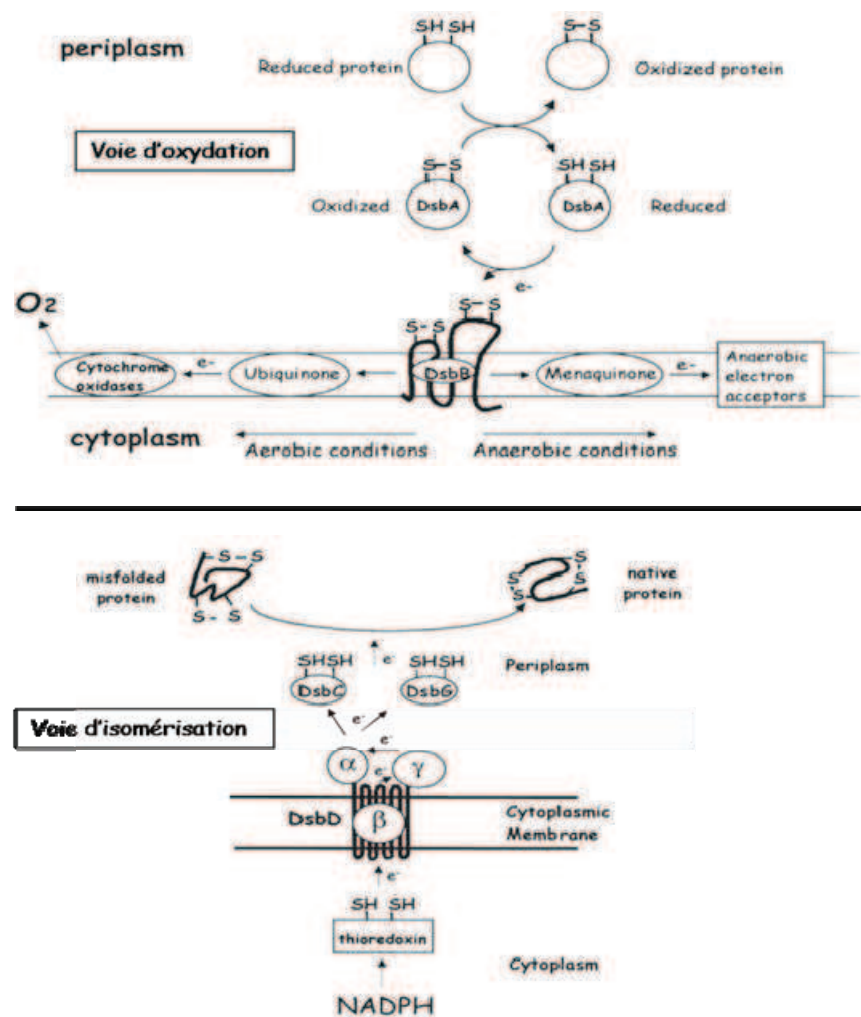 SH SH
S-S
periplasm
Reduced protein
Oxidized protein
Voie d'oxydation
S-S
SH SH
Oxidized
DsbA
DsbA
Reduced
e-
S-S
O2
S-S
Cytochrome
oxidases
e-
Ubiquinone
DsbB
Menaquinone
e-
Anaerobic
electron
acceptors
cytoplasm
Aerobic conditions
Anaerobic conditions
S-S
S
misfolded
protein
S
S
S
native
protein
S-S
S
SHSH
e-
SHSH
Periplasm
DsbC
DsbG
Voie d'isomérisation
e-
e-
α
e-
γ
DsbD
β
Cytoplasmic
Membrane
e-
SH SH
thioredoxin
Cytoplasm
NADPH